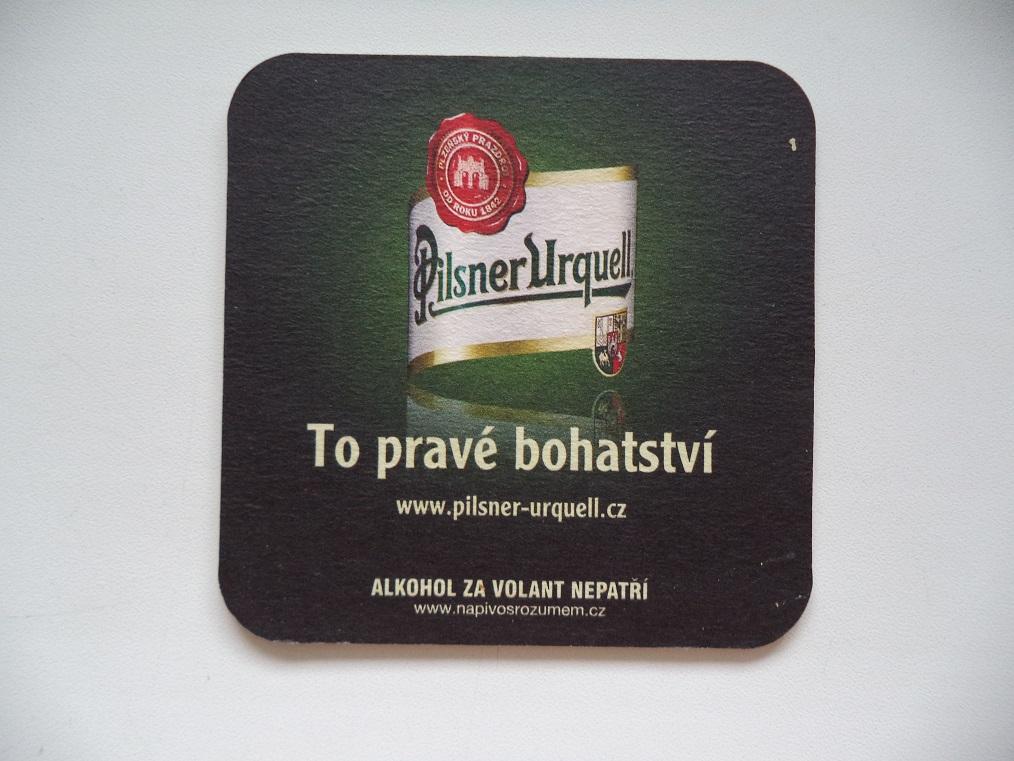 PLZEŇSKÝ PRAZDROJ
OD ROKU 1842
Pilsner Urquell
To pravé bohatství
www.pilsner-urquell.cz
ALKOHOL ZA VOLANT NEPATŘÍ
www.napivosrozumem.cz